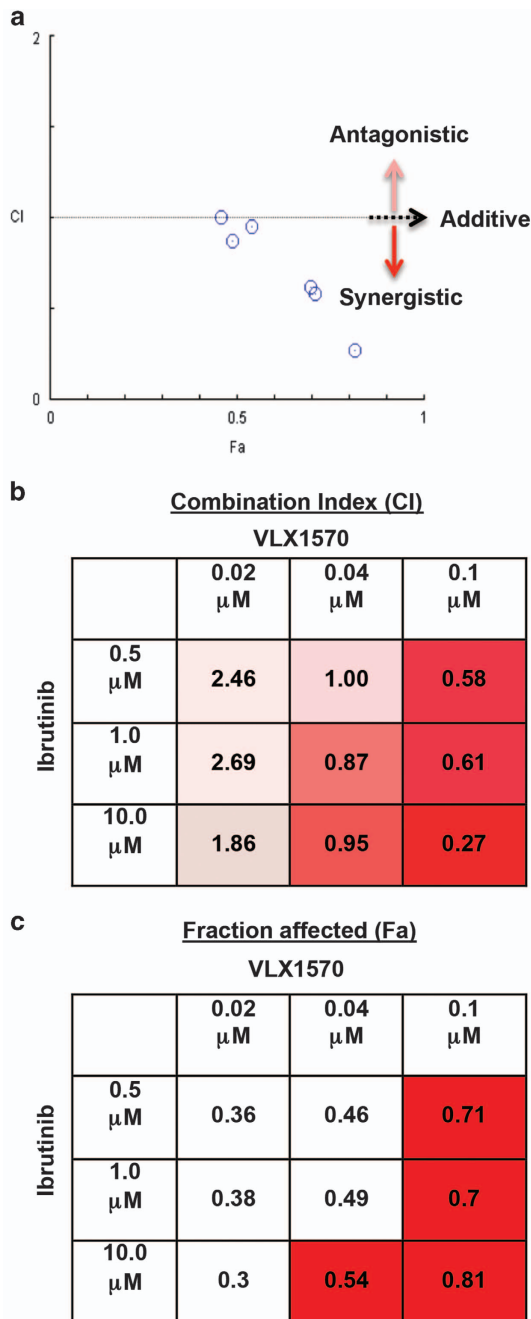 a
2
Antagonistic
CI
Additive
Synergistic
0
0
0.5
1
Fa
b
Combination Index (CI)
VLX1570
0.02 μM
0.04 μM
0.1 μM
Ibrutinib
0.5 μM
2.46
1.00
0.58
1.0 μM
2.69
0.87
0.61
10.0 μM
1.86
0.95
0.27
c
Fraction affected (Fa)
VLX1570
0.02 μM
0.04 μM
0.1 μM
Ibrutinib
0.5 μM
0.36
0.46
0.71
1.0 μM
0.38
0.49
0.7
10.0 μM
0.3
0.54
0.81